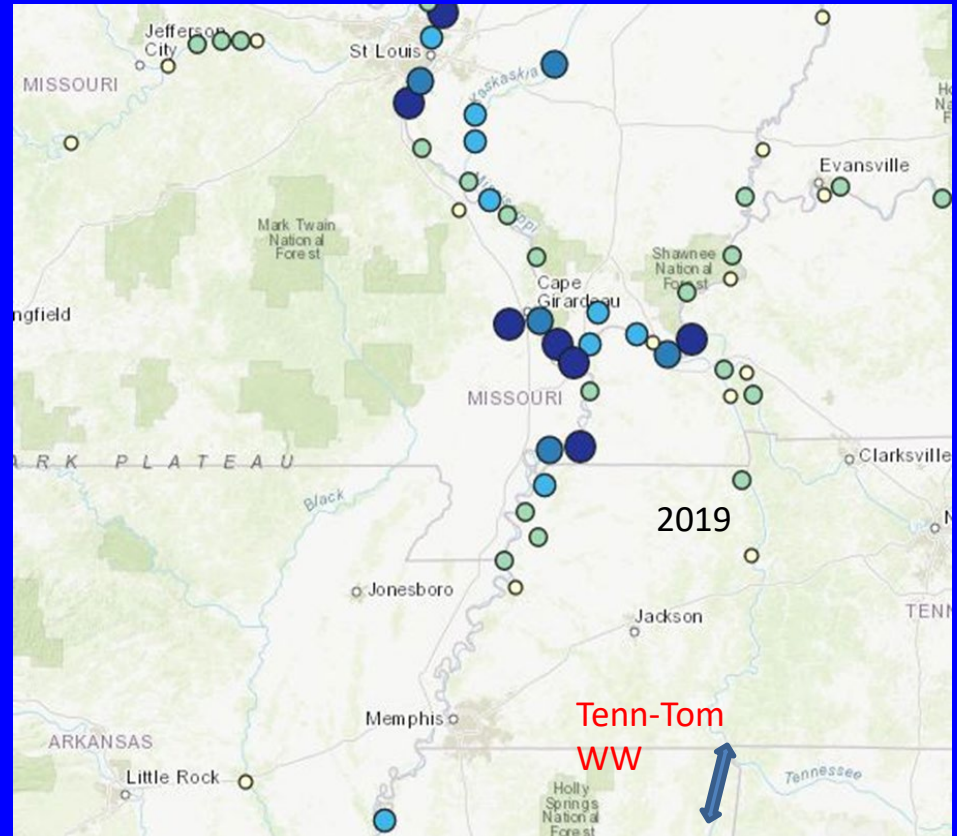 Jefferson
City
St Louis
MISSOURI
Kaskaskia
Evansville
Mississippi
Mark Twain
National
Forest
Shawnee
National
Forest
Cape
Girardeau
ngfield
MISSOURI
ARK PLATEAU
Clarksville
Black
2019
N
Jonesboro
Jackson
TENN
Memphis
Tenn-Tom
WW
ARKANSAS
Little Rock
Tennessee
Holly
Springs
National
Forest